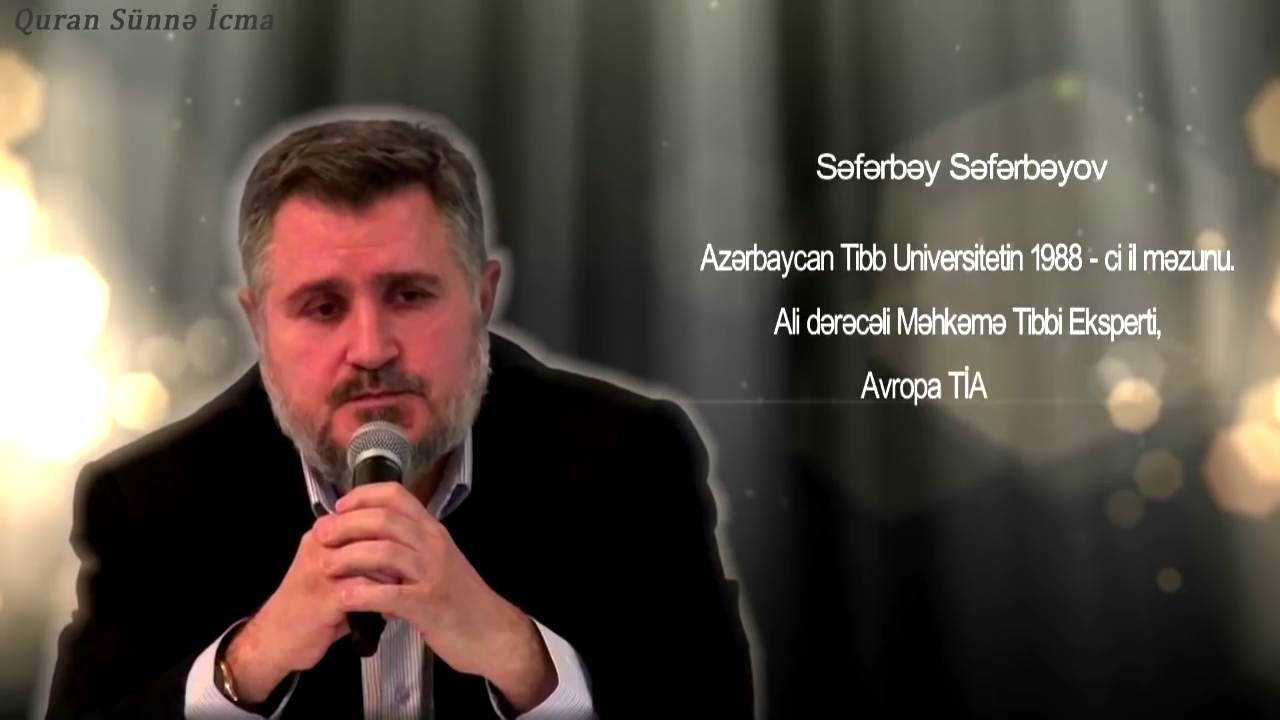 Quran Sünnə İcma
Səfərbəy Səfərbəyov
Azərbaycan Tibb Universitetin 1988 - ci il məzunu.
Ali dərəcəli Məhkəmə Tibbi Eksperti,
Avropa TİA